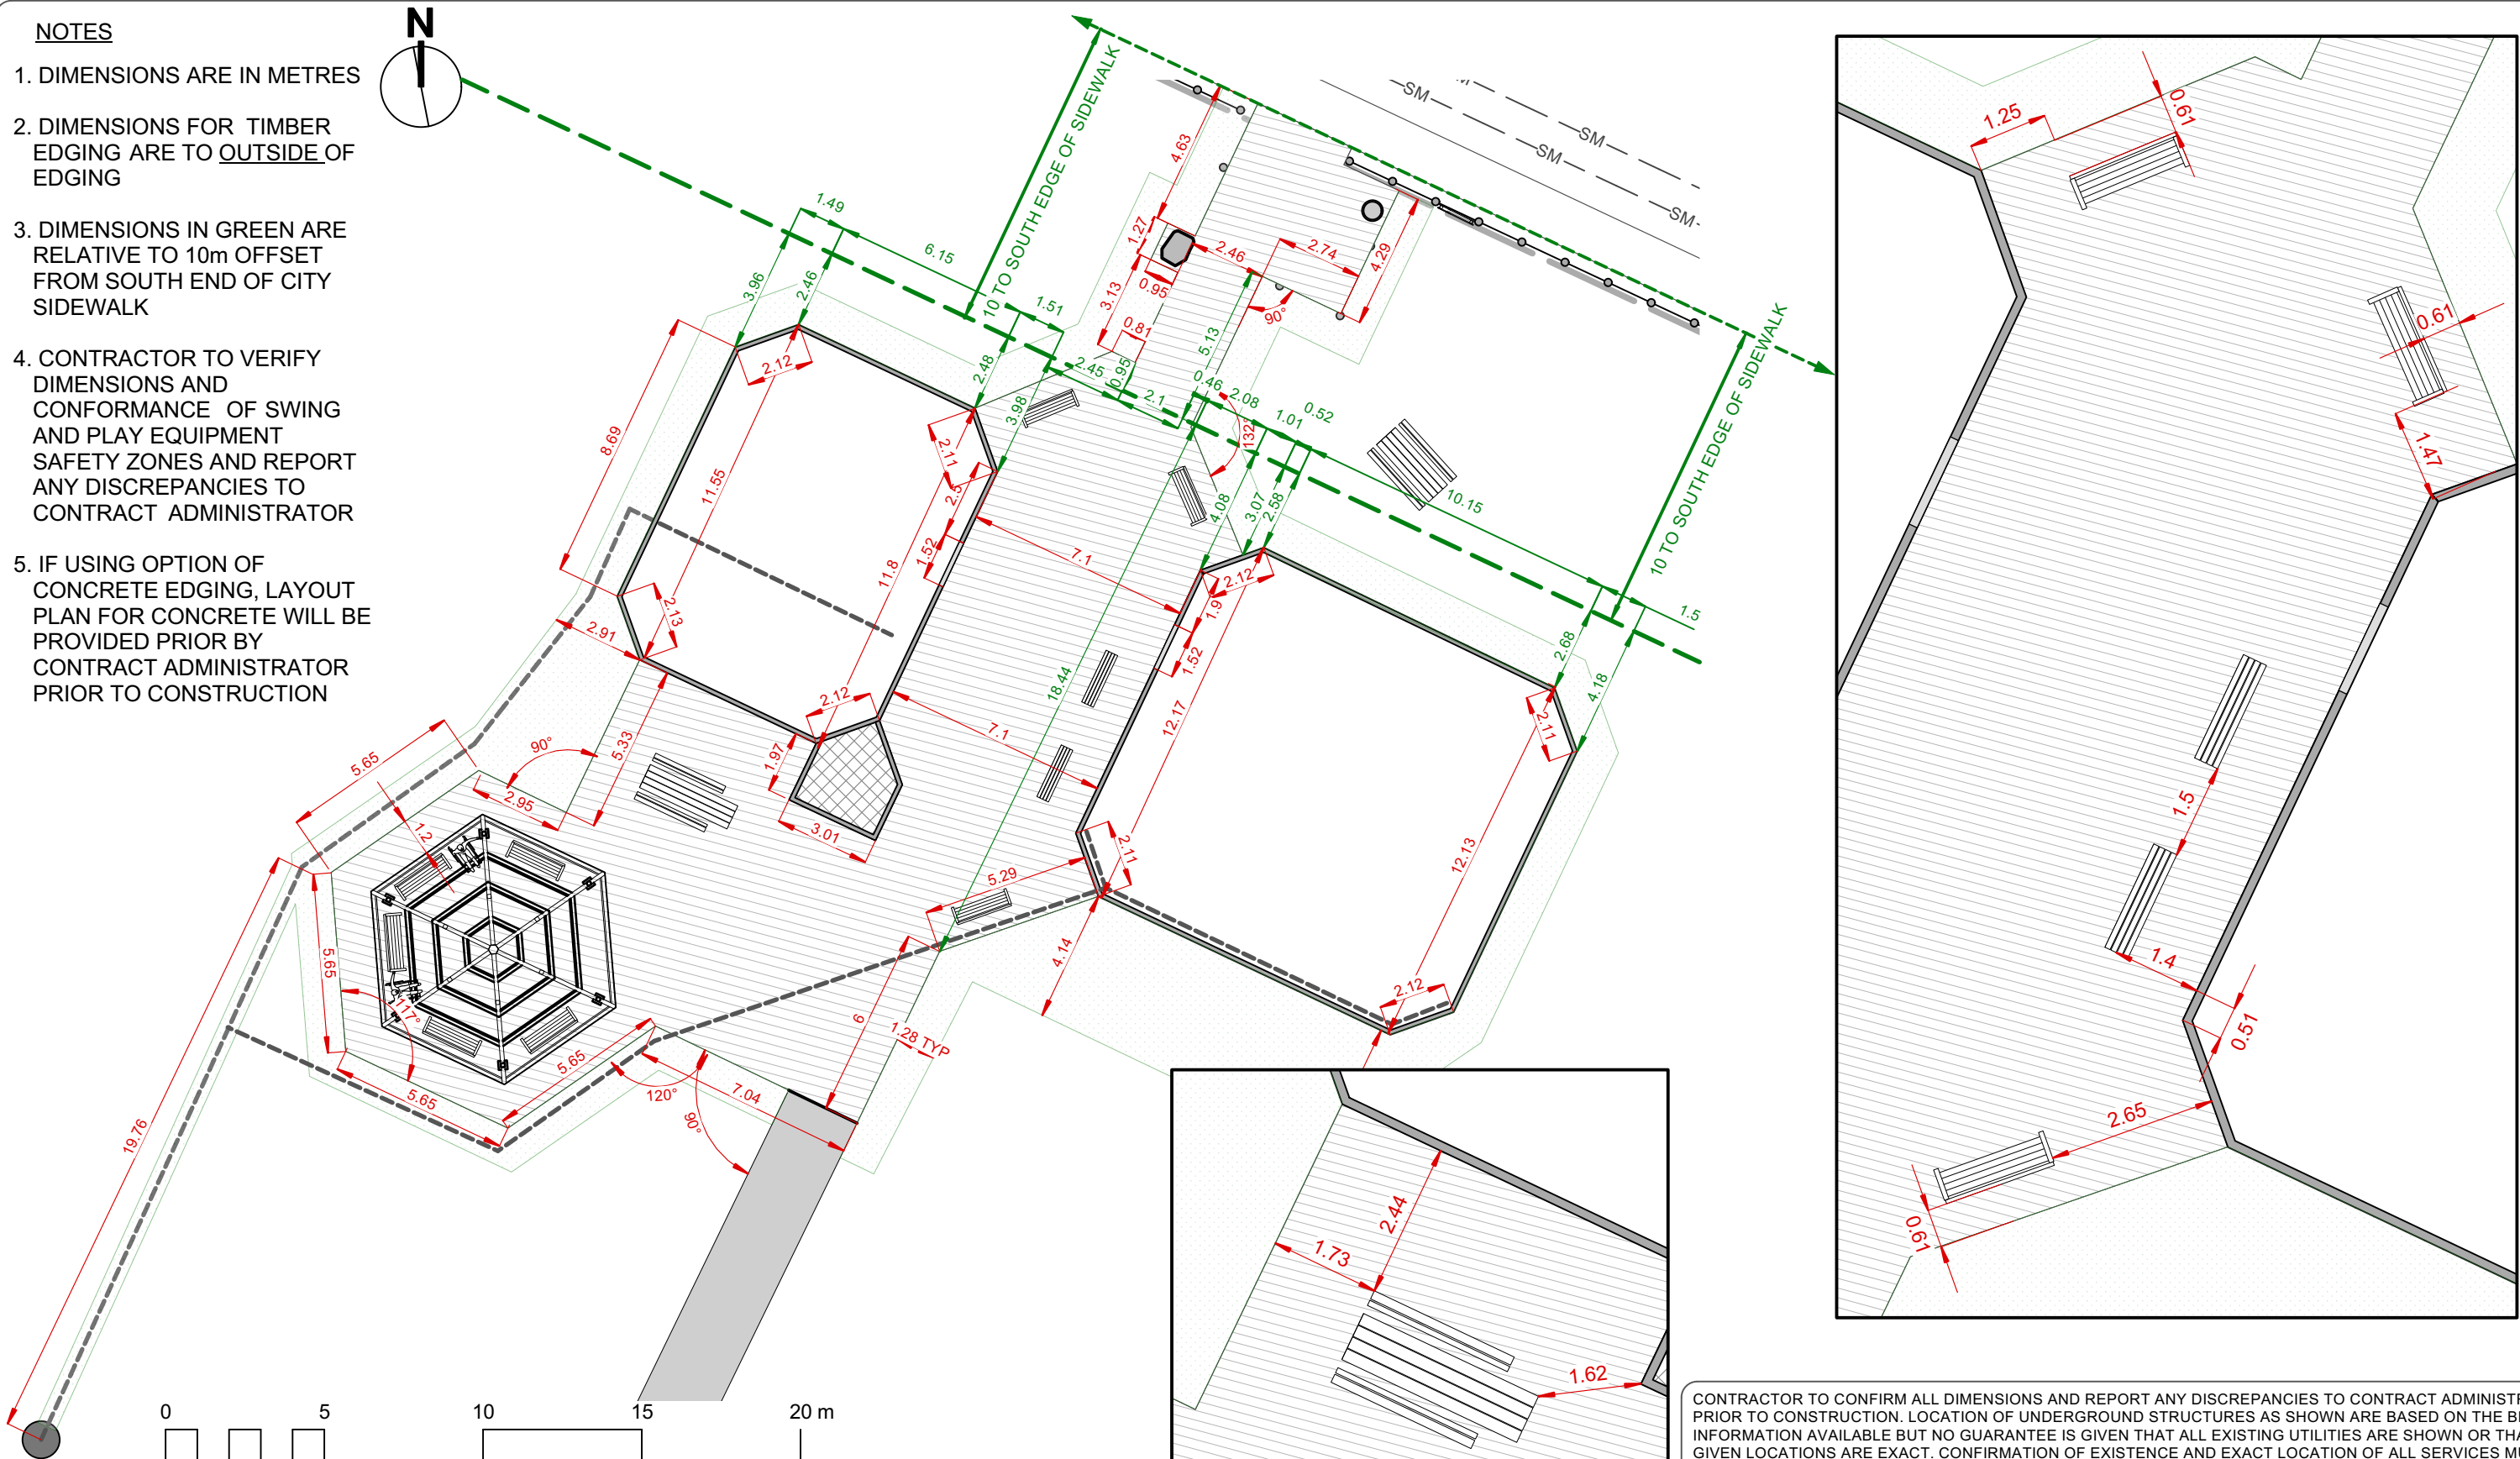 NOTES
1. DIMENSIONS ARE IN METRES
2. DIMENSIONS FOR TIMBER
EDGING ARE TO OUTSIDE OF
EDGING
3. DIMENSIONS IN GREEN ARE
RELATIVE TO 10m OFFSET
FROM SOUTH END OF CITY
SIDEWALK
4. CONTRACTOR TO VERIFY
DIMENSIONS AND
CONFORMANCE OF SWING
AND PLAY EQUIPMENT
SAFETY ZONES AND REPORT
ANY DISCREPANCIES TO
CONTRACT ADMINISTRATOR
5. IF USING OPTION OF
CONCRETE EDGING, LAYOUT
PLAN FOR CONCRETE WILL BE
PROVIDED PRIOR BY
CONTRACT ADMINISTRATOR
PRIOR TO CONSTRUCTION
N
10 TO SOUTH EDGE OF SIDEWALK
SM
SM
SM
SM
4.63
1.27
2.46
2.74
4.29
0.95
3.13
0.81
90°
5.13
1.49
6.15
1.51
3.96
2.46
2.48
3.98
2.45
0.95
2.1
0.46
2.08
1.01
0.52
132°
10.15
10 TO SOUTH EDGE OF SIDEWALK
1.5
4.08
3.07
2.58
2.68
4.18
2.12
8.69
11.55
2.11
2.5
1.52
11.8
7.1
2.12
1.9
1.52
2.13
2.91
2.12
18.44
12.17
2.11
7.1
5.33
90°
1.97
3.01
5.65
2.95
1.2
2.11
5.29
12.13
4.14
2.12
5.65
117°
5.65
5.65
6
1.28 TYP
7.04
120°
90°
19.76
0
5
10
15
20 m
2.44
1.73
1.62
1.25
0.61
0.61
1.47
1.5
1.4
0.51
2.65
0.61
CONTRACTOR TO CONFIRM ALL DIMENSIONS AND REPORT ANY DISCREPANCIES TO CONTRACT ADMINISTR
PRIOR TO CONSTRUCTION. LOCATION OF UNDERGROUND STRUCTURES AS SHOWN ARE BASED ON THE BE
INFORMATION AVAILABLE BUT NO GUARANTEE IS GIVEN THAT ALL EXISTING UTILITIES ARE SHOWN OR THA
GIVEN LOCATIONS ARE EXACT. CONFIRMATION OF EXISTENCE AND EXACT LOCATION OF ALL SERVICES MU